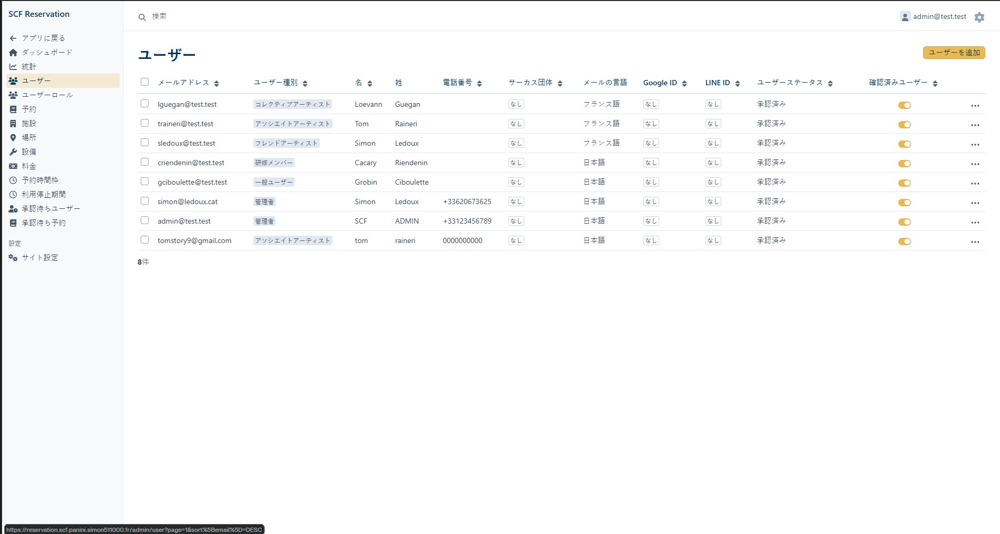 SCF Reservation
検索
admin@test.test
アプリに戻る
ダッシュボード
統計
ユーザー
ユーザーロール
予約
施設
場所
設備
料金
予約時間枠
利用停止期間
承認待ちユーザー
承認待ち予約
設定
サイト設定
ユーザー
ユーザーを追加
メールアドレス ユーザー種別 名 姓 電話番号 サーカス団体 メールの言語 Google ID LINE ID ユーザーステータス 確認済みユーザー
lguegan@test.test コレクティブアーティスト Loevann Guegan なし フランス語 なし なし 承認済み
traineri@test.test アソシエイトアーティスト Tom Raineri なし フランス語 なし なし 承認済み
sledoux@test.test フレンドアーティスト Simon Ledoux なし フランス語 なし なし 承認済み
criendenin@test.test 研修メンバー Cacary Riendenin なし 日本語 なし なし 承認済み
gciboulette@test.test 一般ユーザー Grobin Ciboulette なし 日本語 なし なし 承認済み
simon@ledoux.cat 管理者 Simon Ledoux +33620673625 なし 日本語 なし なし 承認済み
admin@test.test 管理者 SCF ADMIN +33123456789 なし 日本語 なし なし 承認済み
tomstory9@gmail.com アソシエイトアーティスト tom raineri 0000000000 なし 日本語 なし なし 承認済み
8件
https://reservation.scf.panini.simon511000.fr/admin/user?page=1&sort%5Bemail%5D=DESC